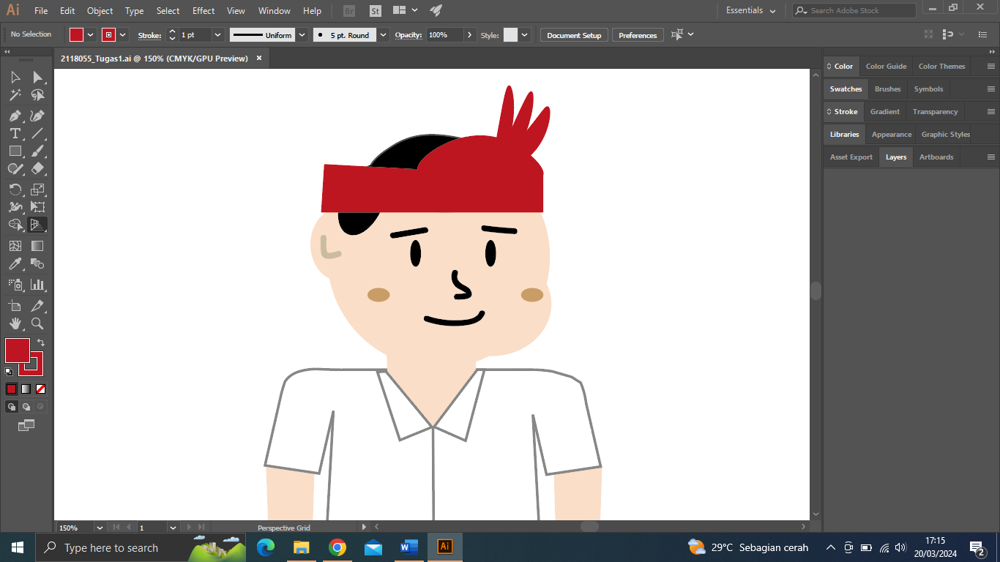 Ai File Edit Object Type Select Effect View Window Help Br St Essentials Search Adobe Stock
No Selection Stroke: 1 pt Uniform 5 pt. Round Opacity: 100% Style: Document Setup Preferences
2118055_Tugas1.ai @ 150% (CMYK/GPU Preview) ×
Color Color Guide Color Themes
Swatches Brushes Symbols
Stroke Gradient Transparency
Libraries Appearance Graphic Styles
Asset Export Layers Artboards
150% 1 Perspective Grid
Type here to search 29°C Sebagian cerah 17:15
20/03/2024 2